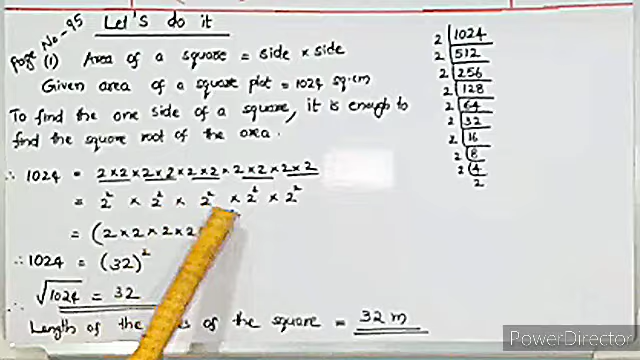 Let's do it
Page No-95
(1) Area of a square = side × side
Given area of a square plot = 1024 sq.cm
To find the one side of a square, it is enough to
find the square root of the area.
∴ 1024 = 2×2×2×2×2×2×2×2×2×2
= 2² × 2² × 2² × 2² × 2²
= (2×2×2×2
∴ 1024 = (32)²
∴ √1024 = 32
Length of the of the square = 32 m
2 | 1024
2 | 512
2 | 256
2 | 128
2 | 64
2 | 32
2 | 16
2 | 8
2 | 4
2
PowerDirector